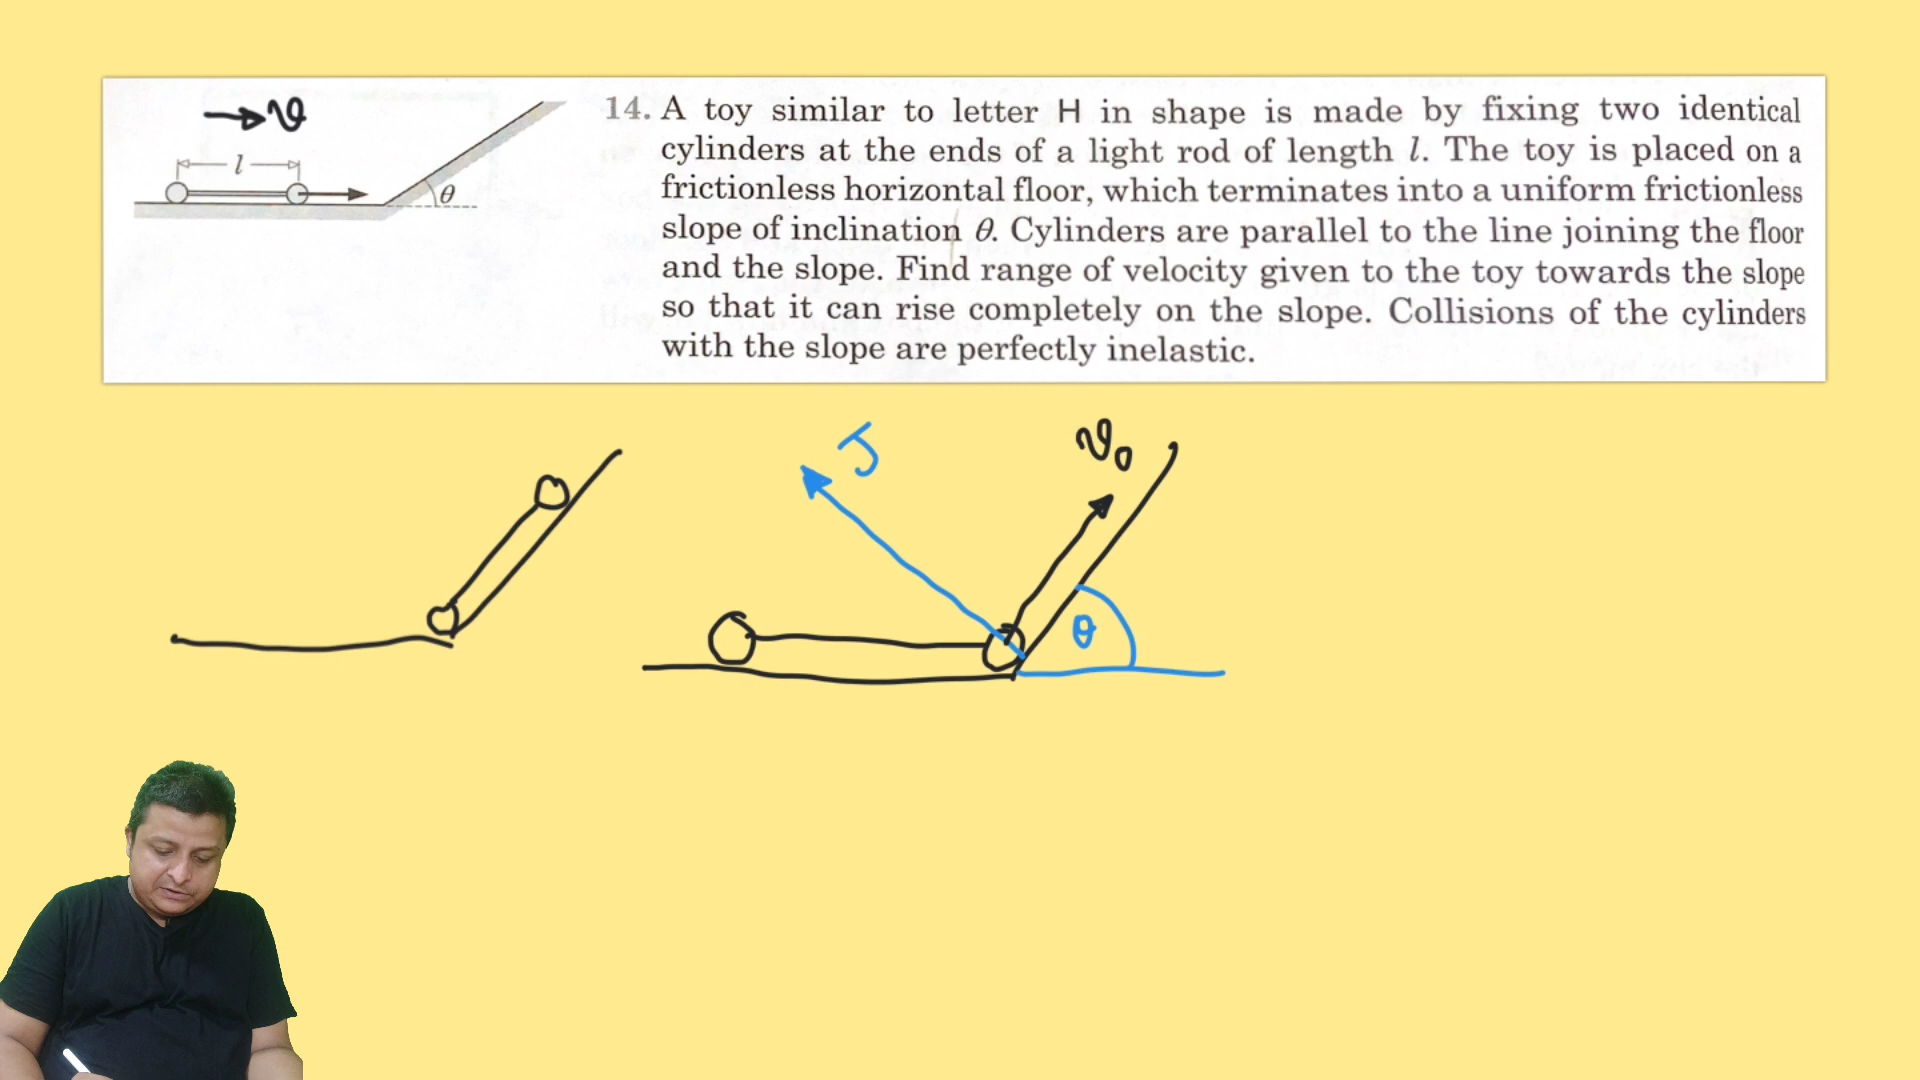 → v
l
θ
14. A toy similar to letter H in shape is made by fixing two identical
cylinders at the ends of a light rod of length l. The toy is placed on a
frictionless horizontal floor, which terminates into a uniform frictionless
slope of inclination θ. Cylinders are parallel to the line joining the floor
and the slope. Find range of velocity given to the toy towards the slope
so that it can rise completely on the slope. Collisions of the cylinders
with the slope are perfectly inelastic.
J
v₀
θ